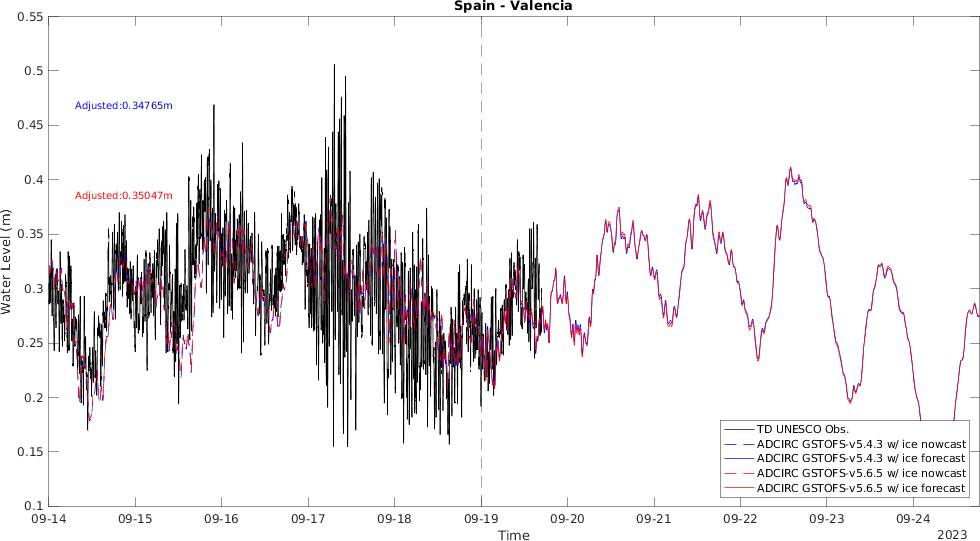 Spain - Valencia
0.55
0.5
0.45
0.4
0.35
0.3
0.25
0.2
0.15
0.1
Water Level (m)
Adjusted:0.34765m
Adjusted:0.35047m
TD UNESCO Obs.
ADCIRC GSTOFS-v5.4.3 w/ ice nowcast
ADCIRC GSTOFS-v5.4.3 w/ ice forecast
ADCIRC GSTOFS-v5.6.5 w/ ice nowcast
ADCIRC GSTOFS-v5.6.5 w/ ice forecast
09-14 09-15 09-16 09-17 09-18 09-19 09-20 09-21 09-22 09-23 09-24
Time
2023